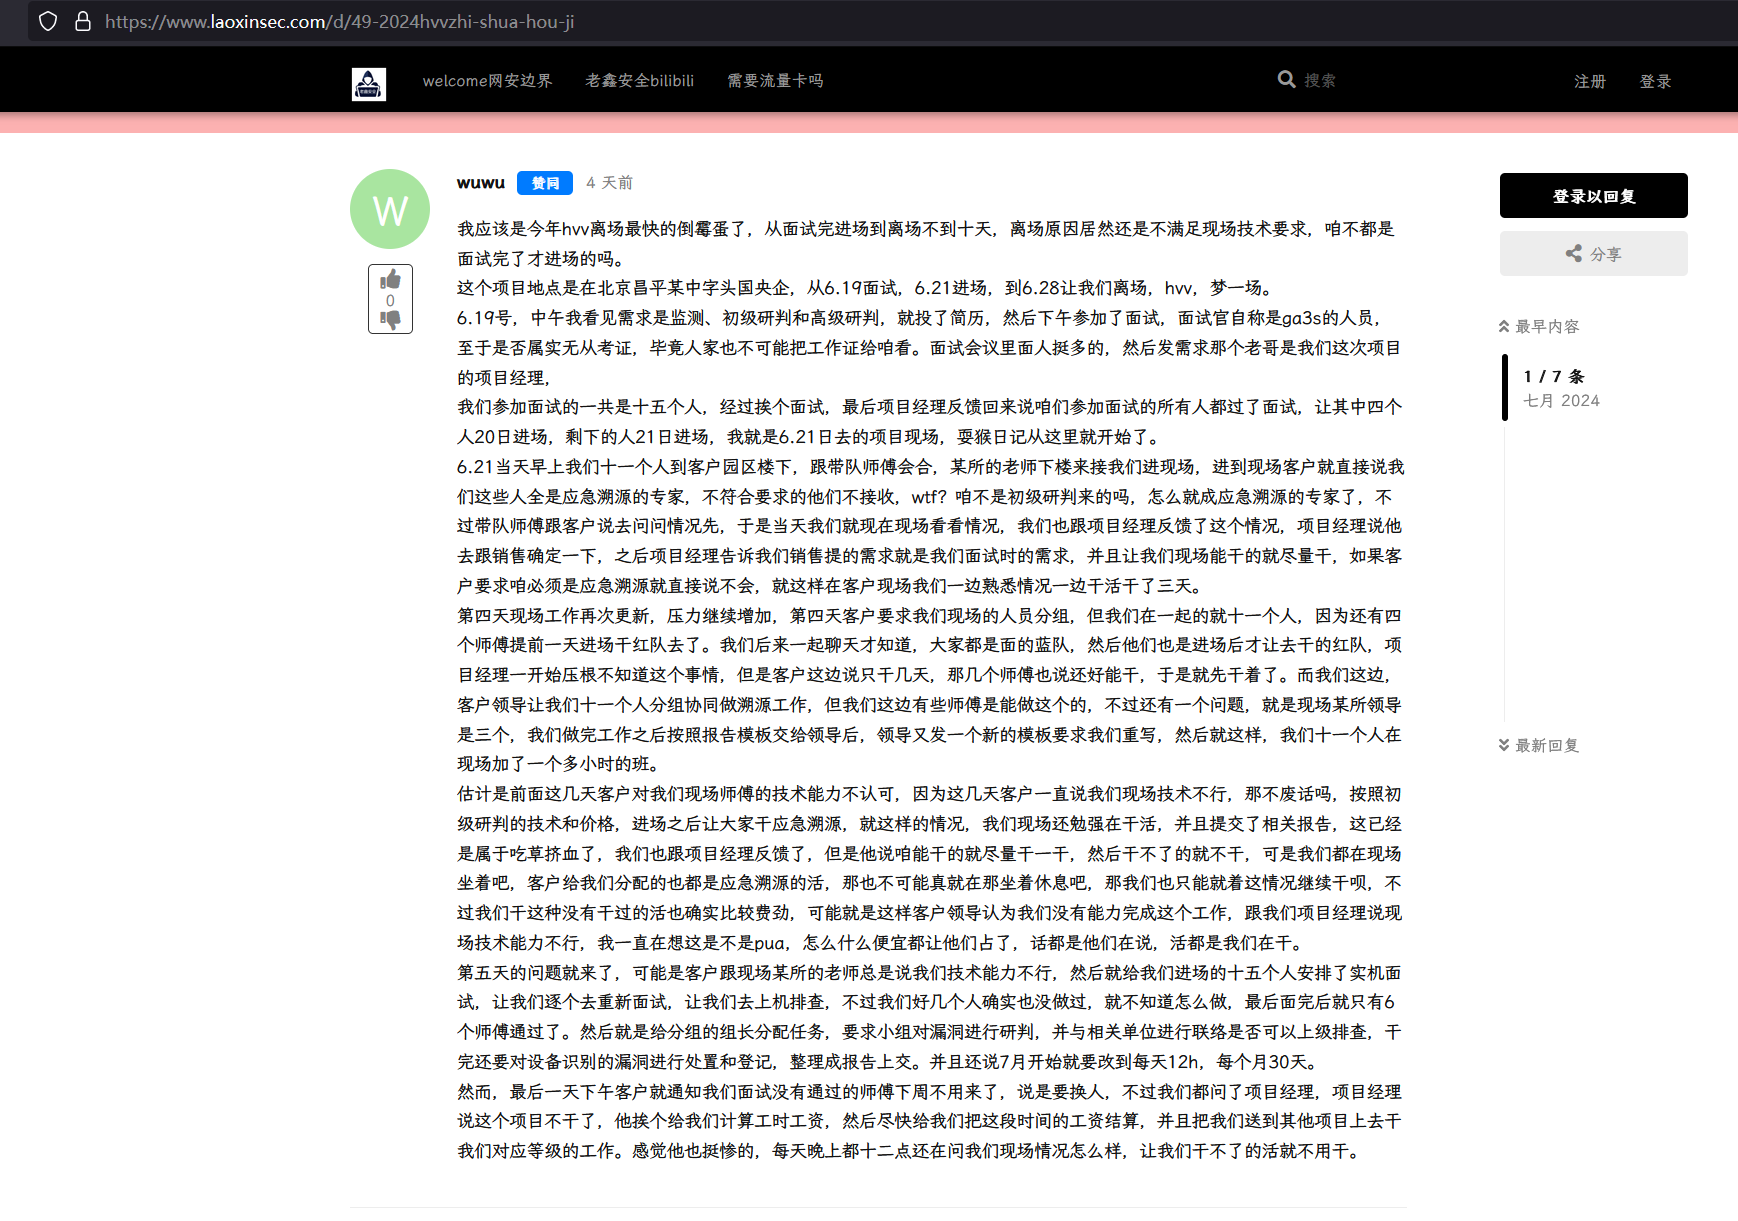 https://www.laoxinsec.com/d/49-2024hvvzhi-shua-hou-ji
welcome网安边界 老鑫安全bilibili 需要流量卡吗 搜索 注册 登录
W
wuwu 赞同 4 天前
0
我应该是今年hvv离场最快的倒霉蛋了，从面试完进场到离场不到十天，离场原因居然还是不满足现场技术要求，咱不都是
面试完了才进场的吗。
这个项目地点是在北京昌平某中字头国央企，从6.19面试，6.21进场，到6.28让我们离场，hvv，梦一场。
6.19号，中午我看见需求是监测、初级研判和高级研判，就投了简历，然后下午参加了面试，面试官自称是ga3s的人员，
至于是否属实无从考证，毕竟人家也不可能把工作证给咱看。面试会议里面人挺多的，然后发需求那个老哥是我们这次项目
的项目经理，
我们参加面试的一共是十五个人，经过挨个面试，最后项目经理反馈回来说咱们参加面试的所有人都过了面试，让其中四个
人20日进场，剩下的人21日进场，我就是6.21日去的项目现场，耍猴日记从这里就开始了。
6.21当天早上我们十一个人到客户园区楼下，跟带队师傅会合，某所的老师下楼来接我们进现场，进到现场客户就直接说我
们这些人全是应急溯源的专家，不符合要求的他们不接收，wtf？咱不是初级研判来的吗，怎么就成应急溯源的专家了，不
过带队师傅跟客户说去问问情况先，于是当天我们就现在现场看看情况，我们也跟项目经理反馈了这个情况，项目经理说他
去跟销售确定一下，之后项目经理告诉我们销售提的需求就是我们面试时的需求，并且让我们现场能干的就尽量干，如果客
户要求咱必须是应急溯源就直接说不会，就这样在客户现场我们一边熟悉情况一边干活干了三天。
第四天现场工作再次更新，压力继续增加，第四天客户要求我们现场的人员分组，但我们在一起的就十一个人，因为还有四
个师傅提前一天进场干红队去了。我们后来一起聊天才知道，大家都是面的蓝队，然后他们也是进场后才让去干的红队，项
目经理一开始压根不知道这个事情，但是客户这边说只干几天，那几个师傅也说还好能干，于是就先干着了。而我们这边，
客户领导让我们十一个人分组协同做溯源工作，但我们这边有些师傅是能做这个的，不过还有一个问题，就是现场某所领导
是三个，我们做完工作之后按照报告模板交给领导后，领导又发一个新的模板要求我们重写，然后就这样，我们十一个人在
现场加了一个多小时的班。
估计是前面这几天客户对我们现场师傅的技术能力不认可，因为这几天客户一直说我们现场技术不行，那不废话吗，按照初
级研判的技术和价格，进场之后让大家干应急溯源，就这样的情况，我们现场还勉强在干活，并且提交了相关报告，这已经
是属于吃草挤血了，我们也跟项目经理反馈了，但是他说咱能干的就尽量干一干，然后干不了的就不干，可是我们都在现场
坐着吧，客户给我们分配的也都是应急溯源的活，那也不可能真就在那坐着休息吧，那我们也只能就着这情况继续干呗，不
过我们干这种没有干过的活也确实比较费劲，可能就是这样客户领导认为我们没有能力完成这个工作，跟我们项目经理说现
场技术能力不行，我一直在想这是不是pua，怎么什么便宜都让他们占了，话都是他们在说，活都是我们在干。
第五天的问题就来了，可能是客户跟现场某所的老师总是说我们技术能力不行，然后就给我们进场的十五个人安排了实机面
试，让我们逐个去重新面试，让我们去上机排查，不过我们好几个人确实也没做过，就不知道怎么做，最后面完后就只有6
个师傅通过了。然后就是给分组的组长分配任务，要求小组对漏洞进行研判，并与相关单位进行联络是否可以上级排查，干
完还要对设备识别的漏洞进行处置和登记，整理成报告上交。并且还说7月开始就要改到每天12h，每个月30天。
然而，最后一天下午客户就通知我们面试没有通过的师傅下周不用来了，说是要换人，不过我们都问了项目经理，项目经理
说这个项目不干了，他挨个给我们计算工时工资，然后尽快给我们把这段时间的工资结算，并且把我们送到其他项目上去干
我们对应等级的工作。感觉他也挺惨的，每天晚上都十二点还在问我们现场情况怎么样，让我们干不了的活就不用干。
登录以回复
分享
最早内容
1 / 7 条
七月 2024
最新回复